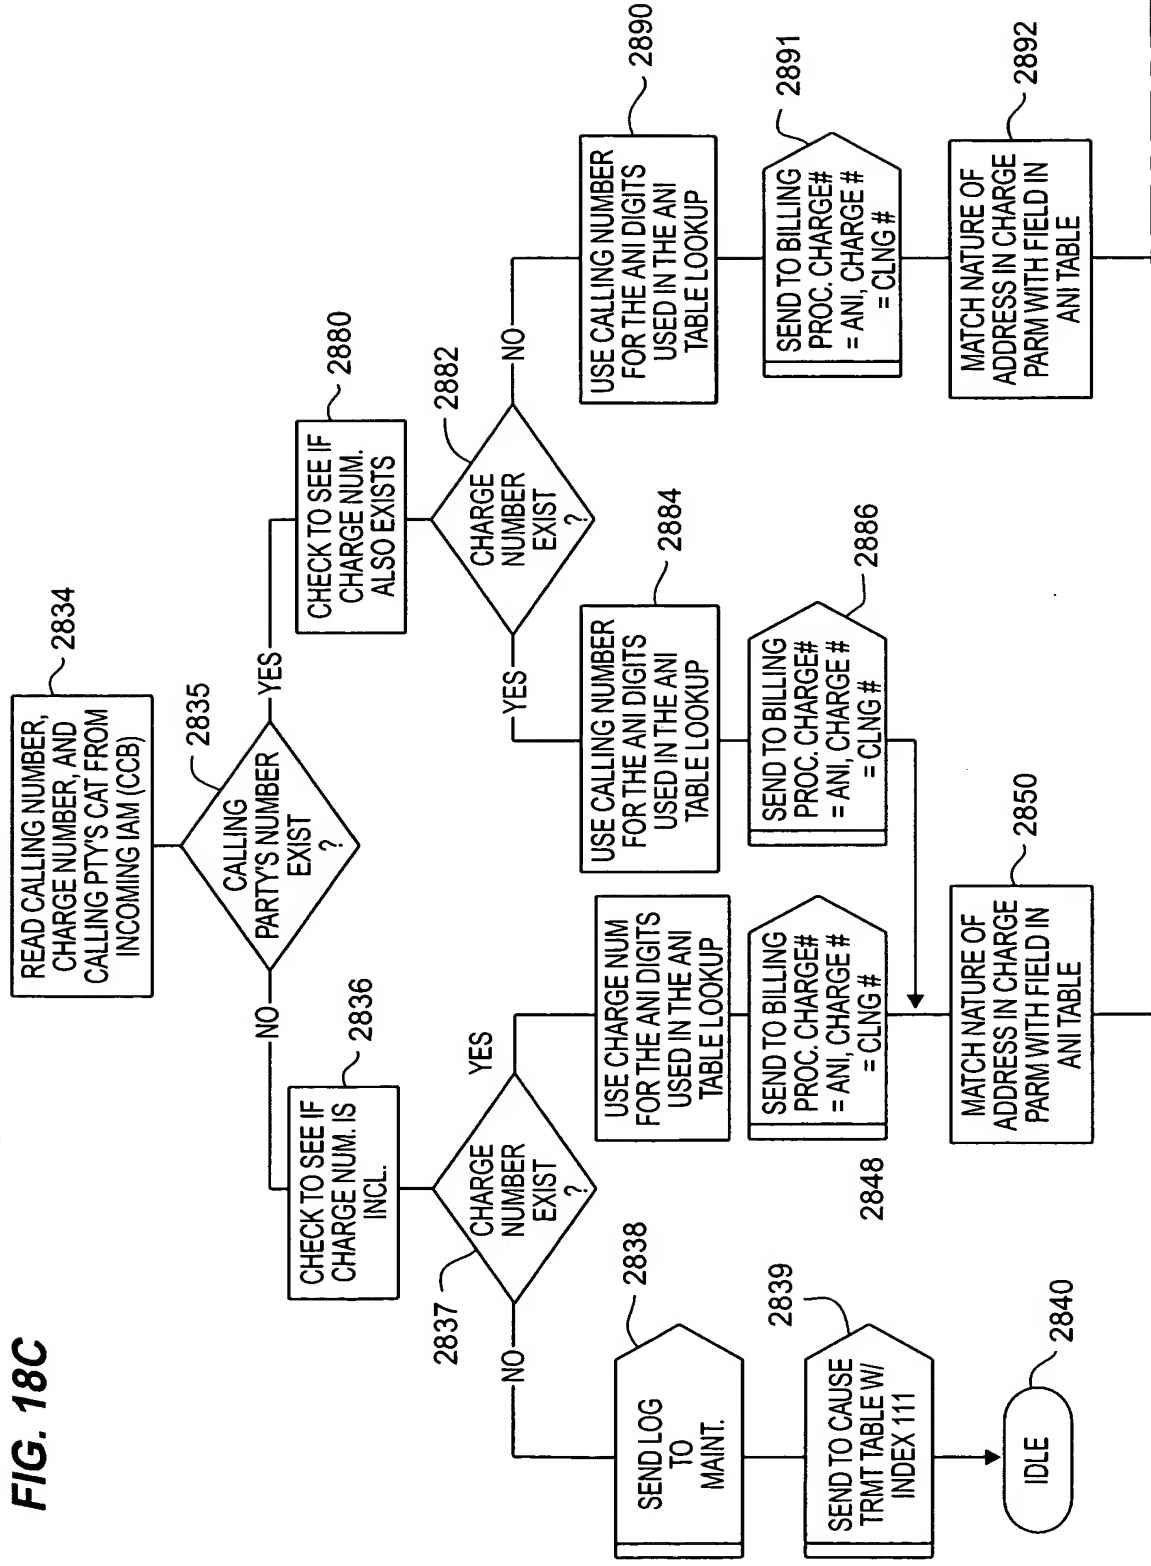 FIG. 18C
READ CALLING NUMBER,
CHARGE NUMBER, AND
CALLING PTY'S CAT FROM
INCOMING IAM (CCB)
2834
CALLING
PARTY'S NUMBER
EXIST
?
2835
NO
YES
CHECK TO SEE IF
CHARGE NUM. IS
INCL.
2836
CHECK TO SEE IF
CHARGE NUM.
ALSO EXISTS
2880
CHARGE
NUMBER
EXIST
?
2837
NO
YES
CHARGE
NUMBER
EXIST
?
2882
YES
NO
SEND LOG
TO
MAINT.
2838
USE CHARGE NUM
FOR THE ANI DIGITS
USED IN THE ANI
TABLE LOOKUP
USE CALLING NUMBER
FOR THE ANI DIGITS
USED IN THE ANI
TABLE LOOKUP
2884
USE CALLING NUMBER
FOR THE ANI DIGITS
USED IN THE ANI
TABLE LOOKUP
2890
SEND TO CAUSE
TRMT TABLE W/
INDEX 111
2839
SEND TO BILLING
PROC. CHARGE#
= ANI, CHARGE #
= CLNG #
2848
SEND TO BILLING
PROC. CHARGE#
= ANI, CHARGE #
= CLNG #
2886
SEND TO BILLING
PROC. CHARGE#
= ANI, CHARGE #
= CLNG #
2891
IDLE
2840
MATCH NATURE OF
ADDRESS IN CHARGE
PARM WITH FIELD IN
ANI TABLE
2850
MATCH NATURE OF
ADDRESS IN CHARGE
PARM WITH FIELD IN
ANI TABLE
2892